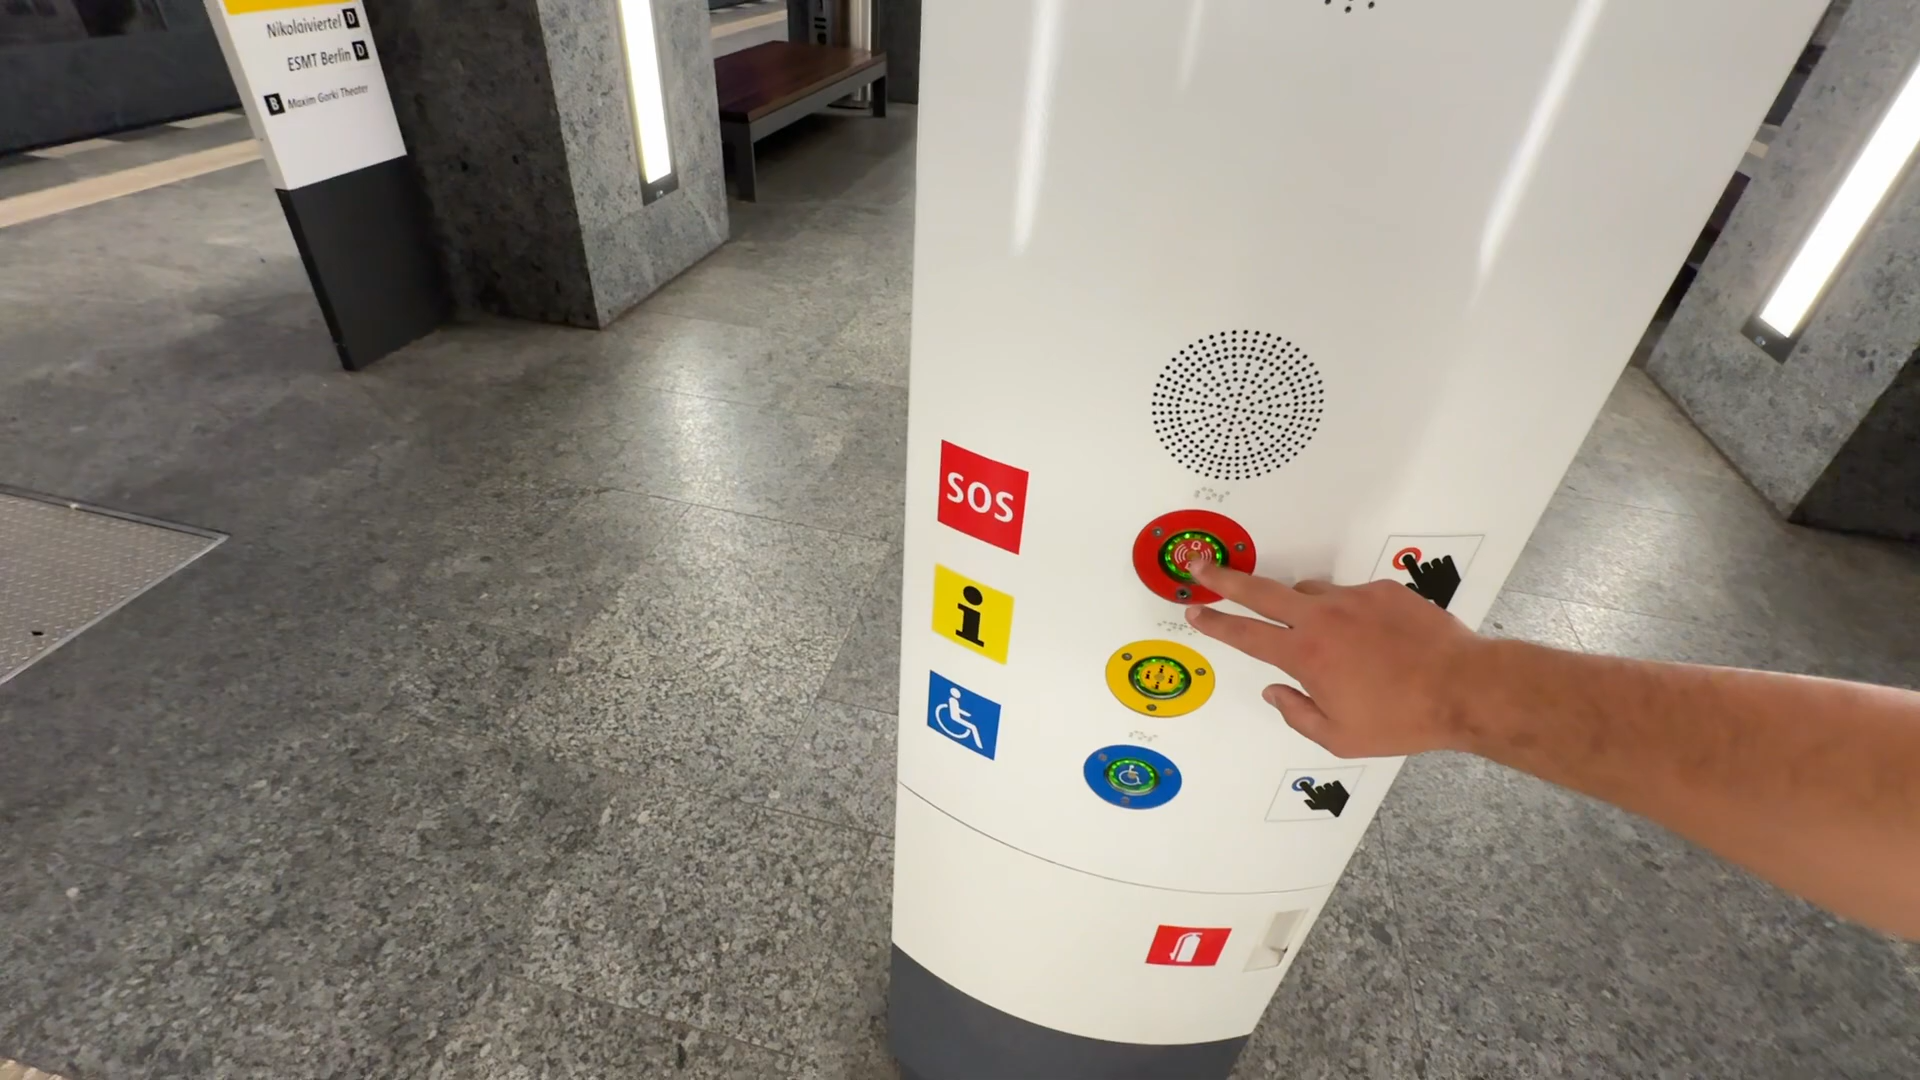 Nikolaiviertel D
ESMT Berlin D
B Maxim Gorki Theater
SOS
i